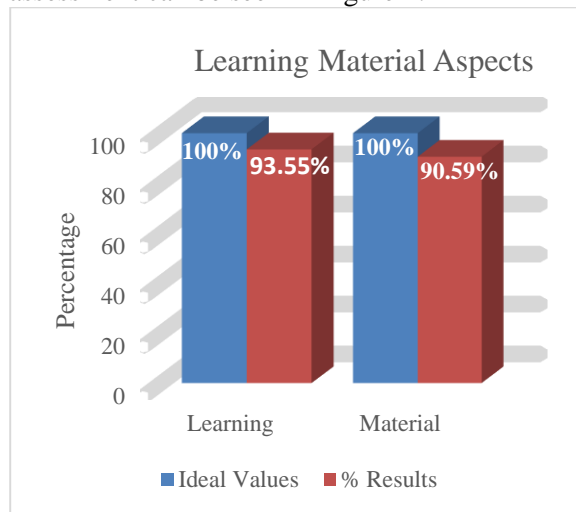 Learning Material Aspects
Percentage
100
80
60
40
20
0
100%
93.55%
100%
90.59%
Learning
Material
Ideal Values
% Results